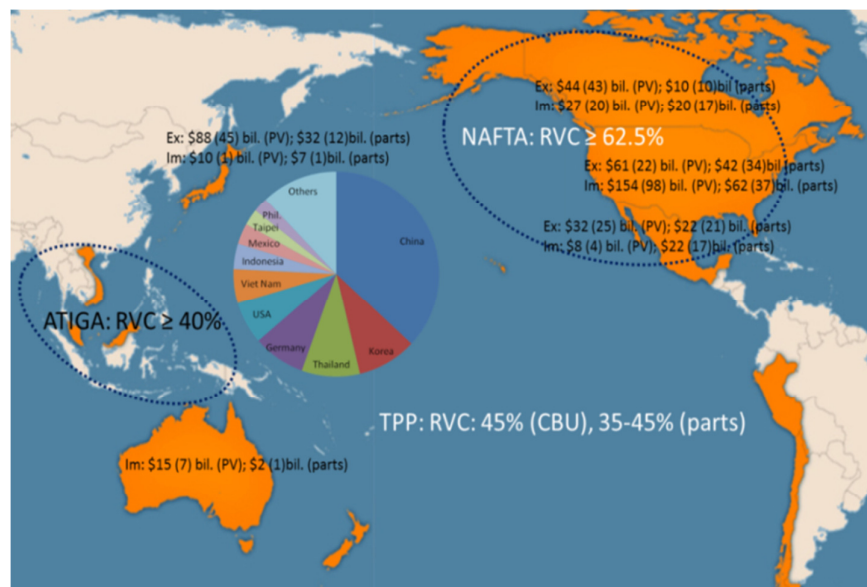 Ex: $44 (43) bil. (PV); $10 (10)bil (parts)
Im: $27 (20) bil. (PV); $20 (17)bil. (parts)
NAFTA: RVC ≥ 62.5%
Ex: $88 (45) bil. (PV); $32 (12)bil. (parts)
Im: $10 (1) bil. (PV); $7 (1)bil. (parts)
Ex: $61 (22) bil. (PV); $42 (34)bil (parts)
Im: $154 (98) bil. (PV); $62 (37)bil. (parts)
Ex: $32 (25) bil. (PV); $22 (21) bil. (parts)
Im: $8 (4) bil. (PV); $22 (17)bil. (parts)
Others
Phil.
Taipei
Mexico
Indonesia
Viet Nam
USA
Germany
Thailand
Korea
China
ATIGA: RVC ≥ 40%
TPP: RVC: 45% (CBU), 35-45% (parts)
Im: $15 (7) bil. (PV); $2 (1)bil. (parts)